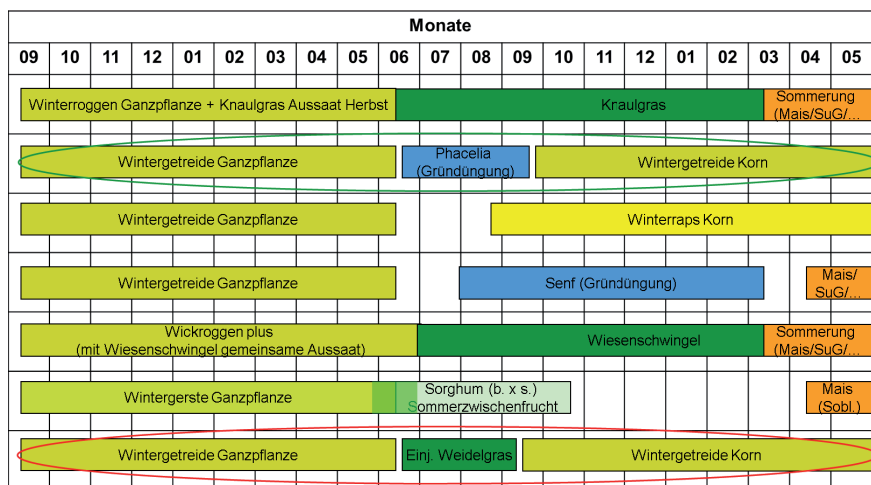 Monate
09 10 11 12 01 02 03 04 05 06 07 08 09 10 11 12 01 02 03 04 05
Winterroggen Ganzpflanze + Knaulgras Aussaat Herbst
Knaulgras
Sommerung
(Mais/SuG/...
Wintergetreide Ganzpflanze
Phacelia
(Gründüngung)
Wintergetreide Korn
Wintergetreide Ganzpflanze
Winterraps Korn
Wintergetreide Ganzpflanze
Senf (Gründüngung)
Mais/
SuG/...
Wickroggen plus
(mit Wiesenschwingel gemeinsame Aussaat)
Wiesenschwingel
Sommerung
(Mais/SuG/...
Wintergerste Ganzpflanze
Sorghum (b. x s.)
Sommerzwischenfrucht
Mais
(Sobl.)
Wintergetreide Ganzpflanze
Einj. Weidelgras
Wintergetreide Korn